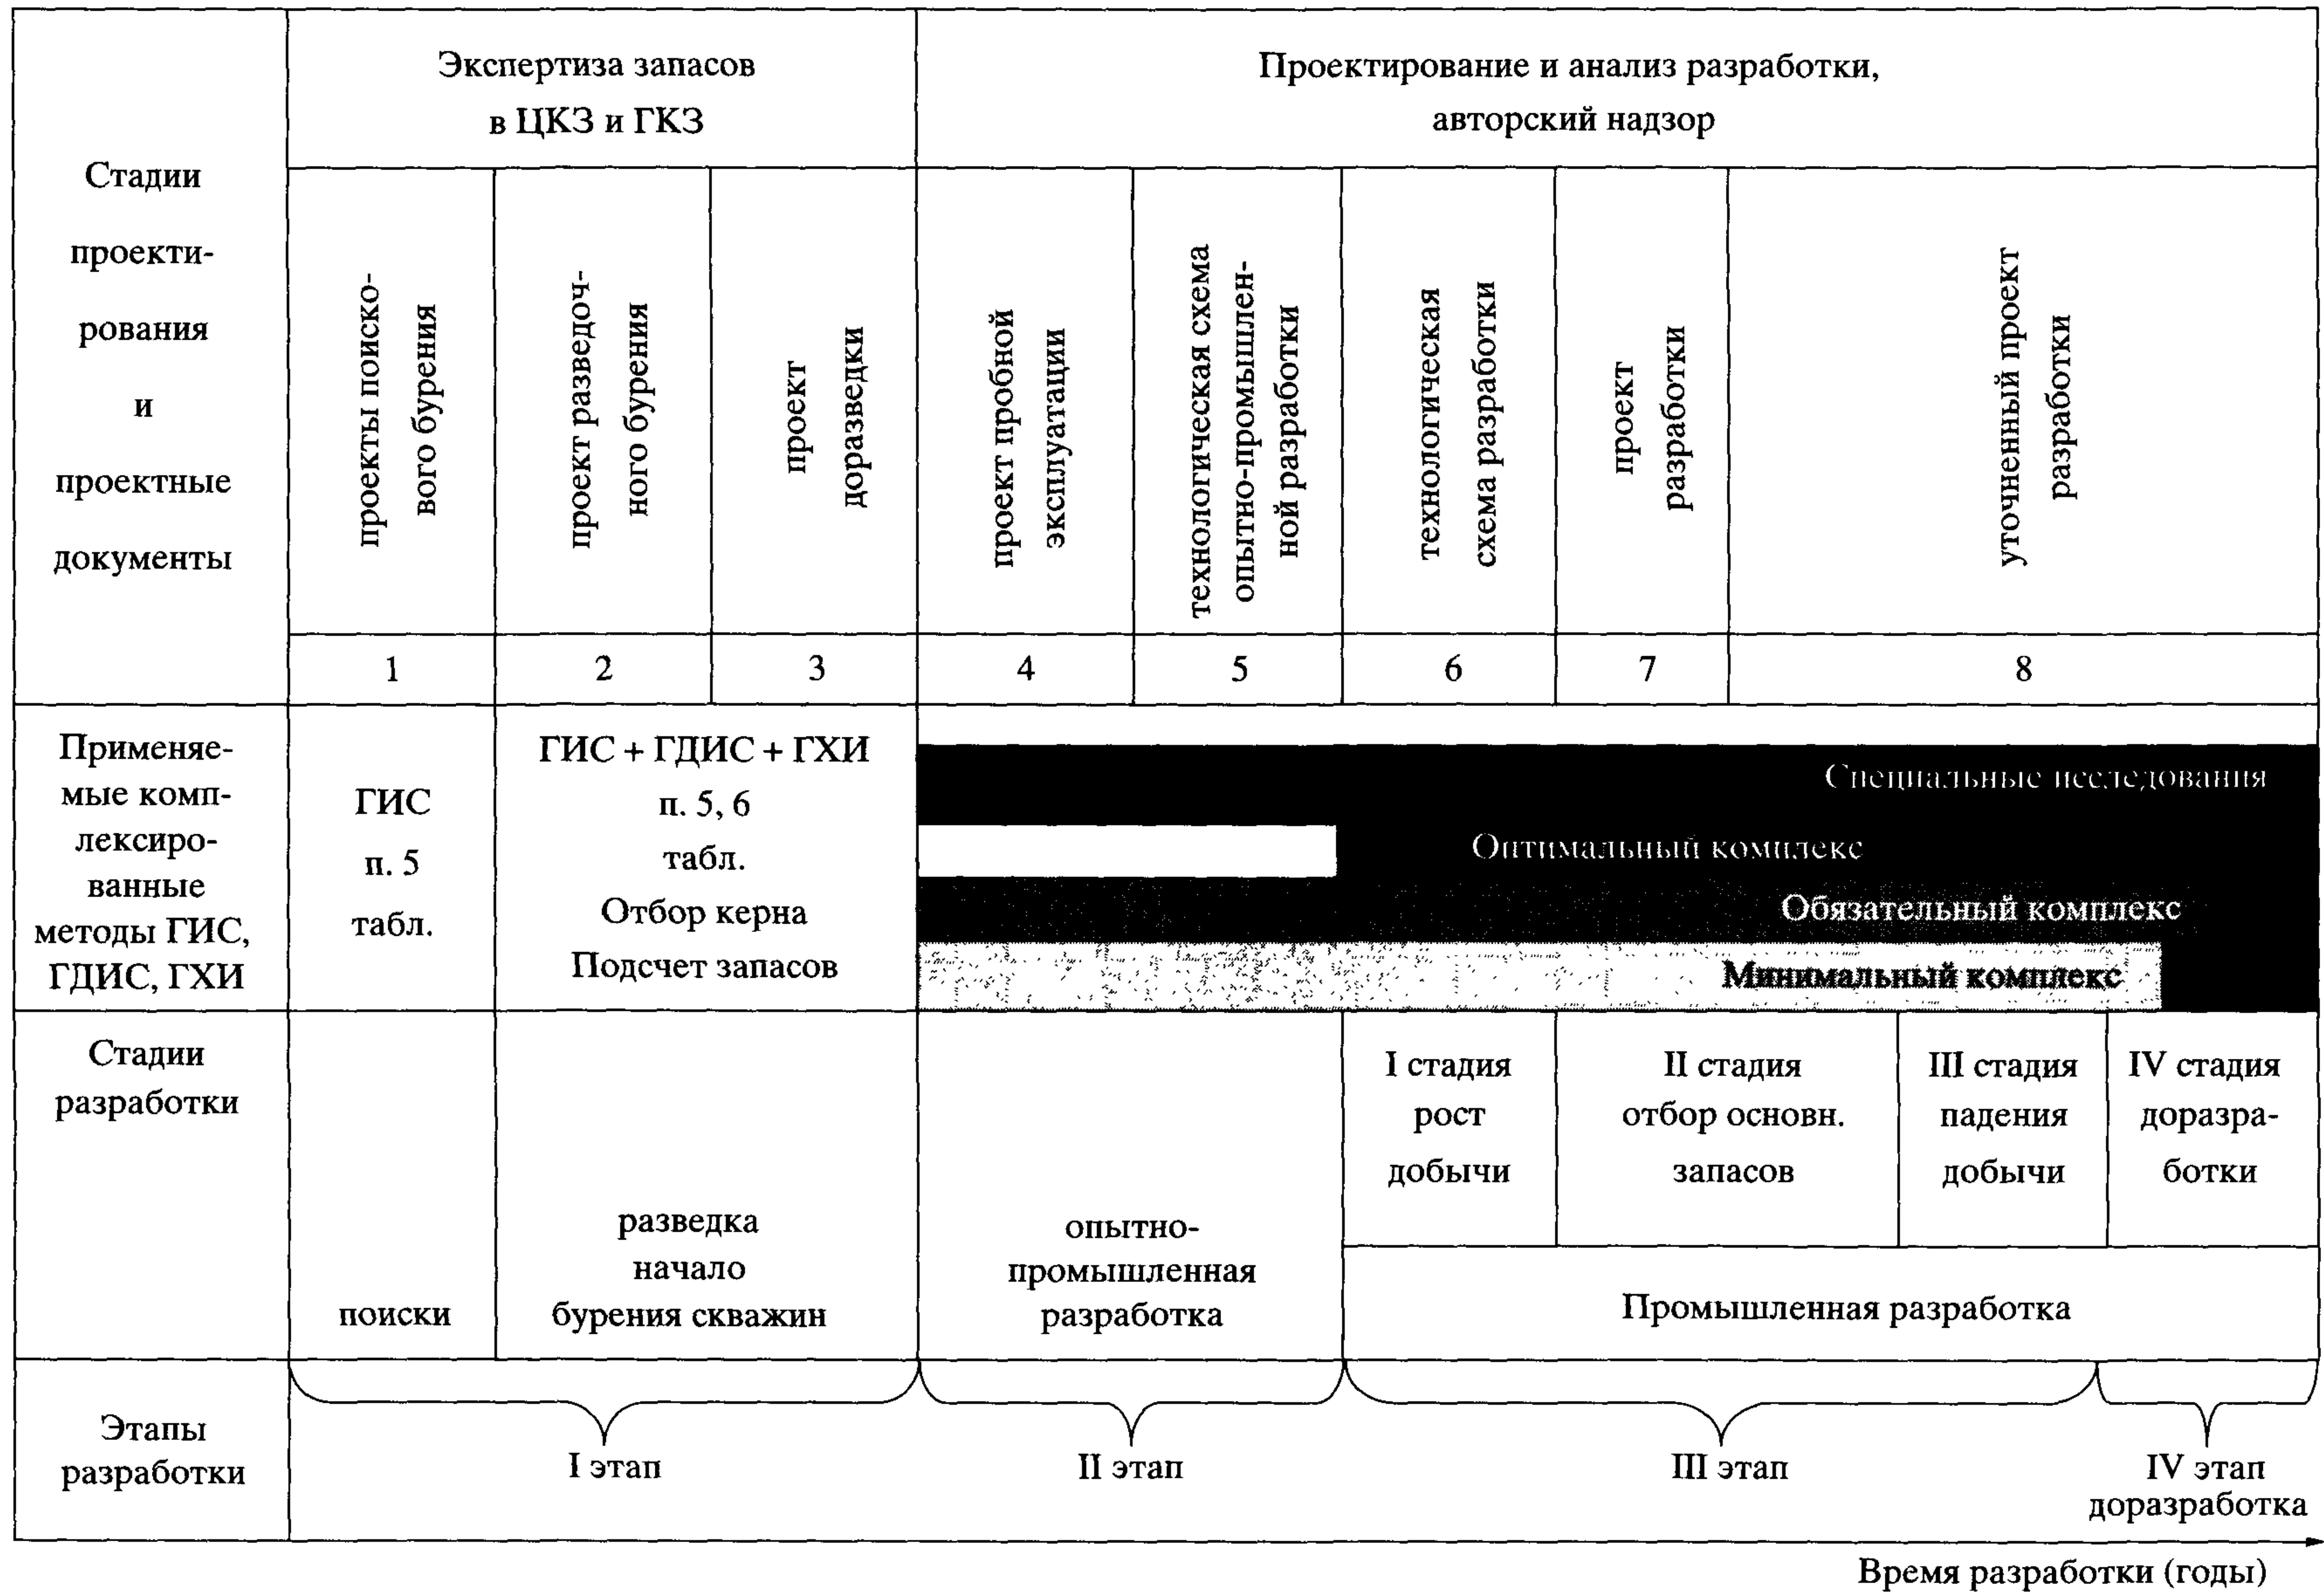 Стадии
проекти-
рования
и
проектные
документы
Экспертиза запасов
в ЦКЗ и ГКЗ
Проектирование и анализ разработки,
авторский надзор
проекты поиско-
вого бурения
проект разведоч-
ного бурения
проект
доразведки
проект пробной
эксплуатации
технологическая схема
опытно-промышлен-
ной разработки
технологическая
схема разработки
проект
разработки
уточненный проект
разработки
1
2
3
4
5
6
7
8
Применяе-
мые комп-
лексиро-
ванные
методы ГИС,
ГДИС, ГХИ
ГИС
п. 5
табл.
ГИС + ГДИС + ГХИ
п. 5, 6
табл.
Отбор керна
Подсчет запасов
Специальные исследования
Оптимальный комплекс
Обязательный комплекс
Минимальный комплекс
Стадии
разработки
поиски
разведка
начало
бурения скважин
опытно-
промышленная
разработка
I стадия
рост
добычи
II стадия
отбор основн.
запасов
III стадия
падения
добычи
IV стадия
доразра-
ботки
Промышленная разработка
Этапы
разработки
I этап
II этап
III этап
IV этап
доразработка
Время разработки (годы)